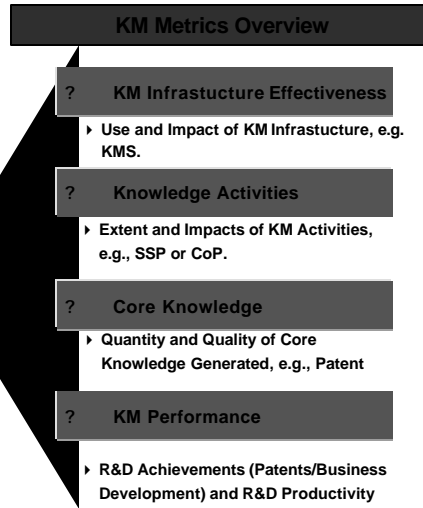 KM Metrics Overview
? KM Infrastucture Effectiveness
Use and Impact of KM Infrastucture, e.g.
KMS.
? Knowledge Activities
Extent and Impacts of KM Activities,
e.g., SSP or CoP.
? Core Knowledge
Quantity and Quality of Core
Knowledge Generated, e.g., Patent
? KM Performance
R&D Achievements (Patents/Business
Development) and R&D Productivity